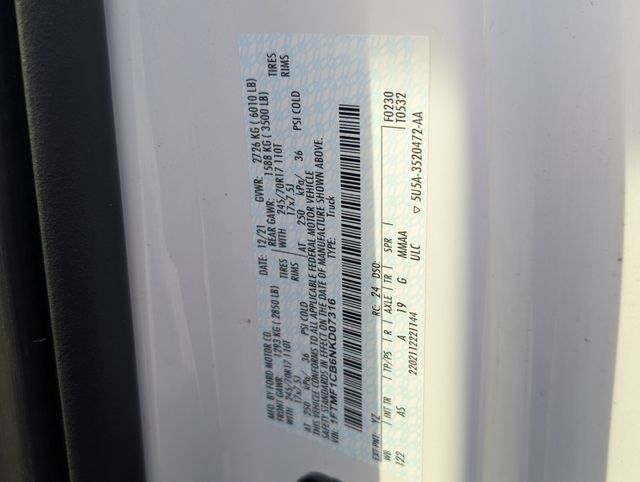 MFD. BY FORD MOTOR CO.
DATE: 12/21 GVWR: 2726 KG ( 6010 LB)
FRONT GAWR: 1293 KG ( 2850 LB) REAR GAWR: 1588 KG ( 3500 LB)
WITH 245/70R17 110T TIRES WITH 245/70R17 110T TIRES
17x7.5J RIMS 17x7.5J RIMS
AT 250 kPa/ 36 PSI COLD AT 250 kPa/ 36 PSI COLD
THIS VEHICLE CONFORMS TO ALL APPLICABLE FEDERAL MOTOR VEHICLE
SAFETY STANDARDS IN EFFECT ON THE DATE OF MANUFACTURE SHOWN ABOVE.
VIN: 1FTMF1CB6NKD07316 TYPE: Truck
EXT PNT: YZ RC: 24 DSO: F0230
T0532
WB INT TR TP/PS R AXLE TR SPR
122 AS A 19 G MMAA
2202112221144 ULC 5U5A-3520472-AA